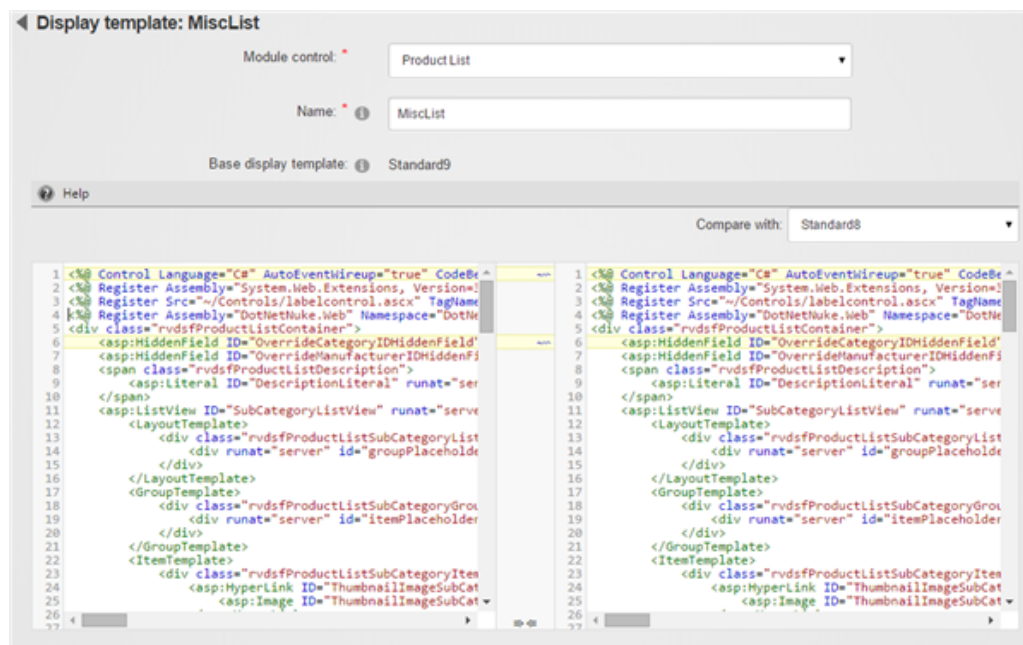 Display template: MiscList
Module control: *
Product List
Name: *
MiscList
Base display template:
Standard9
Help
Compare with:
Standard8
1 <%@ Control Language="C#" AutoEventWireup="true" CodeBe
2 <%@ Register Assembly="System.Web.Extensions, Version=
3 <%@ Register Src="~/Controls/labelcontrol.ascx" TagName
4 <%@ Register Assembly="DotNetNuke.Web" Namespace="DotNe
5 <div class="rvdsfProductListContainer">
6 <asp:HiddenField ID="OverrideCategoryIDHiddenField"
7 <asp:HiddenField ID="OverrideManufacturerIDHiddenFi
8 <span class="rvdsfProductListDescription">
9 <asp:Literal ID="DescriptionLiteral" runat="ser
10 </span>
11 <asp:ListView ID="SubCategoryListView" runat="serve
12 <LayoutTemplate>
13 <div class="rvdsfProductListSubCategoryList
14 <div runat="server" id="groupPlaceholde
15 </div>
16 </LayoutTemplate>
17 <GroupTemplate>
18 <div class="rvdsfProductListSubCategoryGrou
19 <div runat="server" id="itemPlaceholder
20 </div>
21 </GroupTemplate>
22 <ItemTemplate>
23 <div class="rvdsfProductListSubCategoryItem
24 <asp:HyperLink ID="ThumbnailImageSubCat
25 <asp:Image ID="ThumbnailImageSubCat
26
27
1 <%@ Control Language="C#" AutoEventWireup="true" CodeBe
2 <%@ Register Assembly="System.Web.Extensions, Version=
3 <%@ Register Src="~/Controls/labelcontrol.ascx" TagName
4 <%@ Register Assembly="DotNetNuke.Web" Namespace="DotNe
5 <div class="rvdsfProductListContainer">
6 <asp:HiddenField ID="OverrideCategoryIDHiddenField"
7 <asp:HiddenField ID="OverrideManufacturerIDHiddenFi
8 <span class="rvdsfProductListDescription">
9 <asp:Literal ID="DescriptionLiteral" runat="ser
10 </span>
11 <asp:ListView ID="SubCategoryListView" runat="serve
12 <LayoutTemplate>
13 <div class="rvdsfProductListSubCategoryList
14 <div runat="server" id="groupPlaceholde
15 </div>
16 </LayoutTemplate>
17 <GroupTemplate>
18 <div class="rvdsfProductListSubCategoryGrou
19 <div runat="server" id="itemPlaceholder
20 </div>
21 </GroupTemplate>
22 <ItemTemplate>
23 <div class="rvdsfProductListSubCategoryItem
24 <asp:HyperLink ID="ThumbnailImageSubCat
25 <asp:Image ID="ThumbnailImageSubCat
26
27